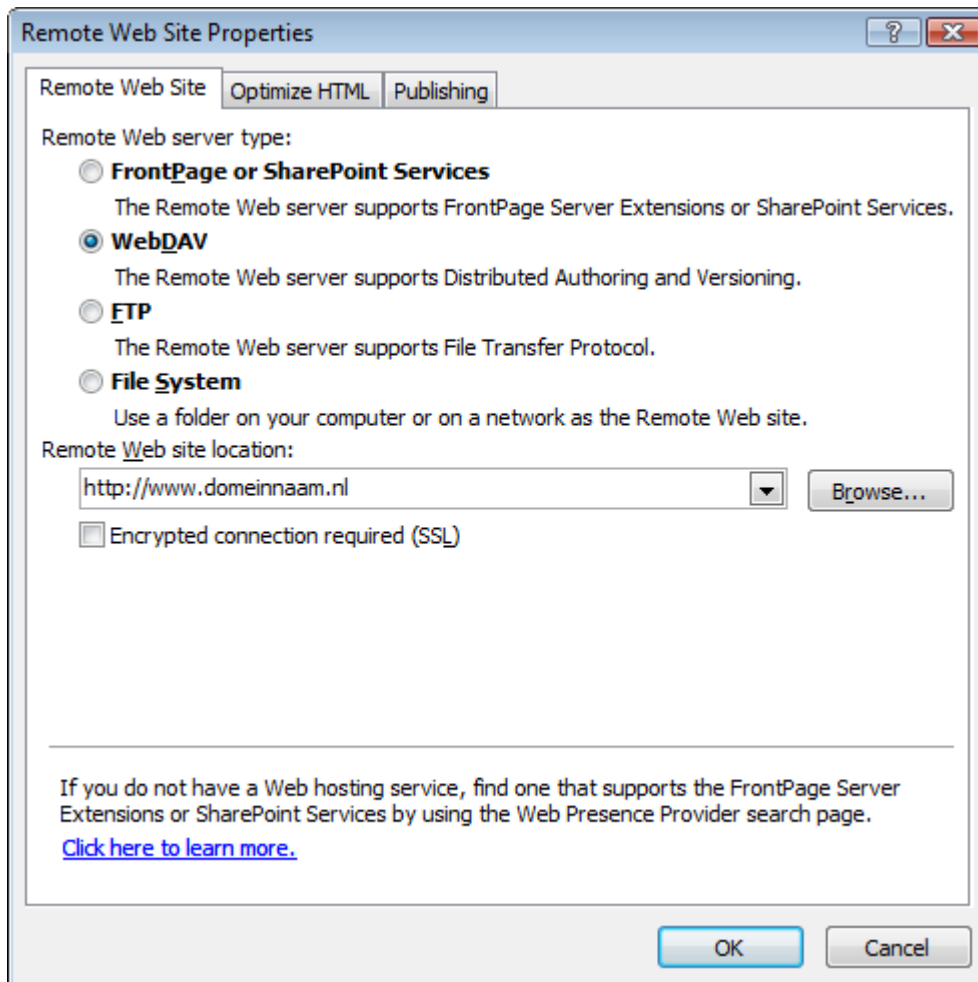 Remote Web Site Properties
Remote Web Site Optimize HTML Publishing
Remote Web server type:
FrontPage or SharePoint Services
The Remote Web server supports FrontPage Server Extensions or SharePoint Services.
WebDAV
The Remote Web server supports Distributed Authoring and Versioning.
FTP
The Remote Web server supports File Transfer Protocol.
File System
Use a folder on your computer or on a network as the Remote Web site.
Remote Web site location:
http://www.domeinnaam.nl Browse...
Encrypted connection required (SSL)
If you do not have a Web hosting service, find one that supports the FrontPage Server
Extensions or SharePoint Services by using the Web Presence Provider search page.
Click here to learn more.
OK Cancel